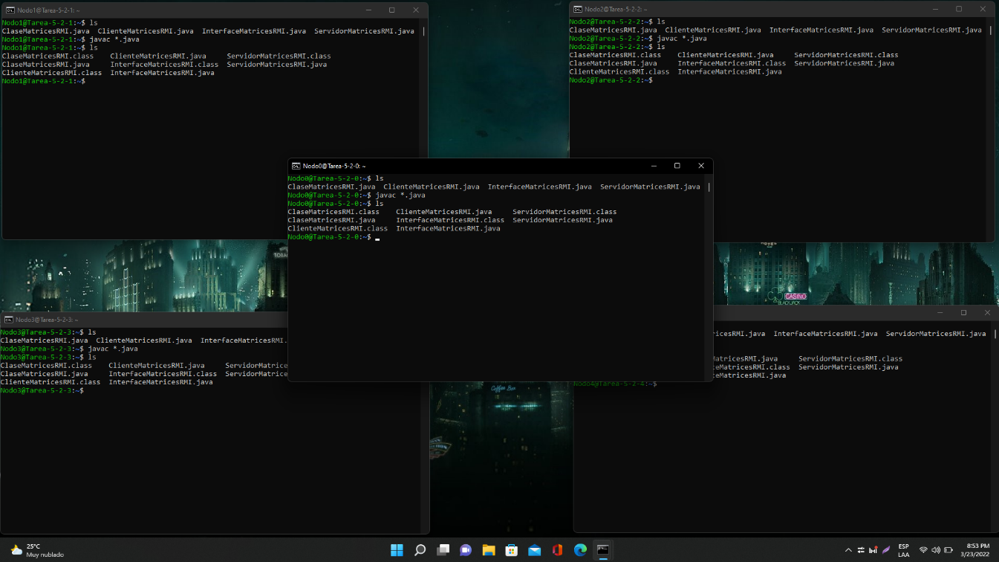 Nodo1@Tarea-5-2-1: ~
Nodo1@Tarea-5-2-1:~$ ls
ClaseMatricesRMI.java  ClienteMatricesRMI.java  InterfaceMatricesRMI.java  ServidorMatricesRMI.java
Nodo1@Tarea-5-2-1:~$ javac *.java
Nodo1@Tarea-5-2-1:~$ ls
ClaseMatricesRMI.class    ClienteMatricesRMI.java     ServidorMatricesRMI.class
ClaseMatricesRMI.java     InterfaceMatricesRMI.class  ServidorMatricesRMI.java
ClienteMatricesRMI.class  InterfaceMatricesRMI.java
Nodo1@Tarea-5-2-1:~$
Nodo2@Tarea-5-2-2: ~
Nodo2@Tarea-5-2-2:~$ ls
ClaseMatricesRMI.java  ClienteMatricesRMI.java  InterfaceMatricesRMI.java  ServidorMatricesRMI.java
Nodo2@Tarea-5-2-2:~$ javac *.java
Nodo2@Tarea-5-2-2:~$ ls
ClaseMatricesRMI.class    ClienteMatricesRMI.java     ServidorMatricesRMI.class
ClaseMatricesRMI.java     InterfaceMatricesRMI.class  ServidorMatricesRMI.java
ClienteMatricesRMI.class  InterfaceMatricesRMI.java
Nodo2@Tarea-5-2-2:~$
Nodo0@Tarea-5-2-0: ~
Nodo0@Tarea-5-2-0:~$ ls
ClaseMatricesRMI.java  ClienteMatricesRMI.java  InterfaceMatricesRMI.java  ServidorMatricesRMI.java
Nodo0@Tarea-5-2-0:~$ javac *.java
Nodo0@Tarea-5-2-0:~$ ls
ClaseMatricesRMI.class    ClienteMatricesRMI.java     ServidorMatricesRMI.class
ClaseMatricesRMI.java     InterfaceMatricesRMI.class  ServidorMatricesRMI.java
ClienteMatricesRMI.class  InterfaceMatricesRMI.java
Nodo0@Tarea-5-2-0:~$
TOBAC
CASINO
BLACKJACK
Nodo3@Tarea-5-2-3: ~
Nodo3@Tarea-5-2-3:~$ ls
ClaseMatricesRMI.java  ClienteMatricesRMI.java  InterfaceMatricesRMI.
Nodo3@Tarea-5-2-3:~$ javac *.java
Nodo3@Tarea-5-2-3:~$ ls
ClaseMatricesRMI.class    ClienteMatricesRMI.java     ServidorMatrices
ClaseMatricesRMI.java     InterfaceMatricesRMI.class  ServidorMatrices
ClienteMatricesRMI.class  InterfaceMatricesRMI.java
Nodo3@Tarea-5-2-3:~$
ricesRMI.java  InterfaceMatricesRMI.java  ServidorMatricesRMI.java
MatricesRMI.java     ServidorMatricesRMI.class
eMatricesRMI.class  ServidorMatricesRMI.java
eMatricesRMI.java
Nodo4@Tarea-5-2-4:~$
Coffee Box
25°C
Muy nublado
ESP
LAA
8:53 PM
3/23/2022